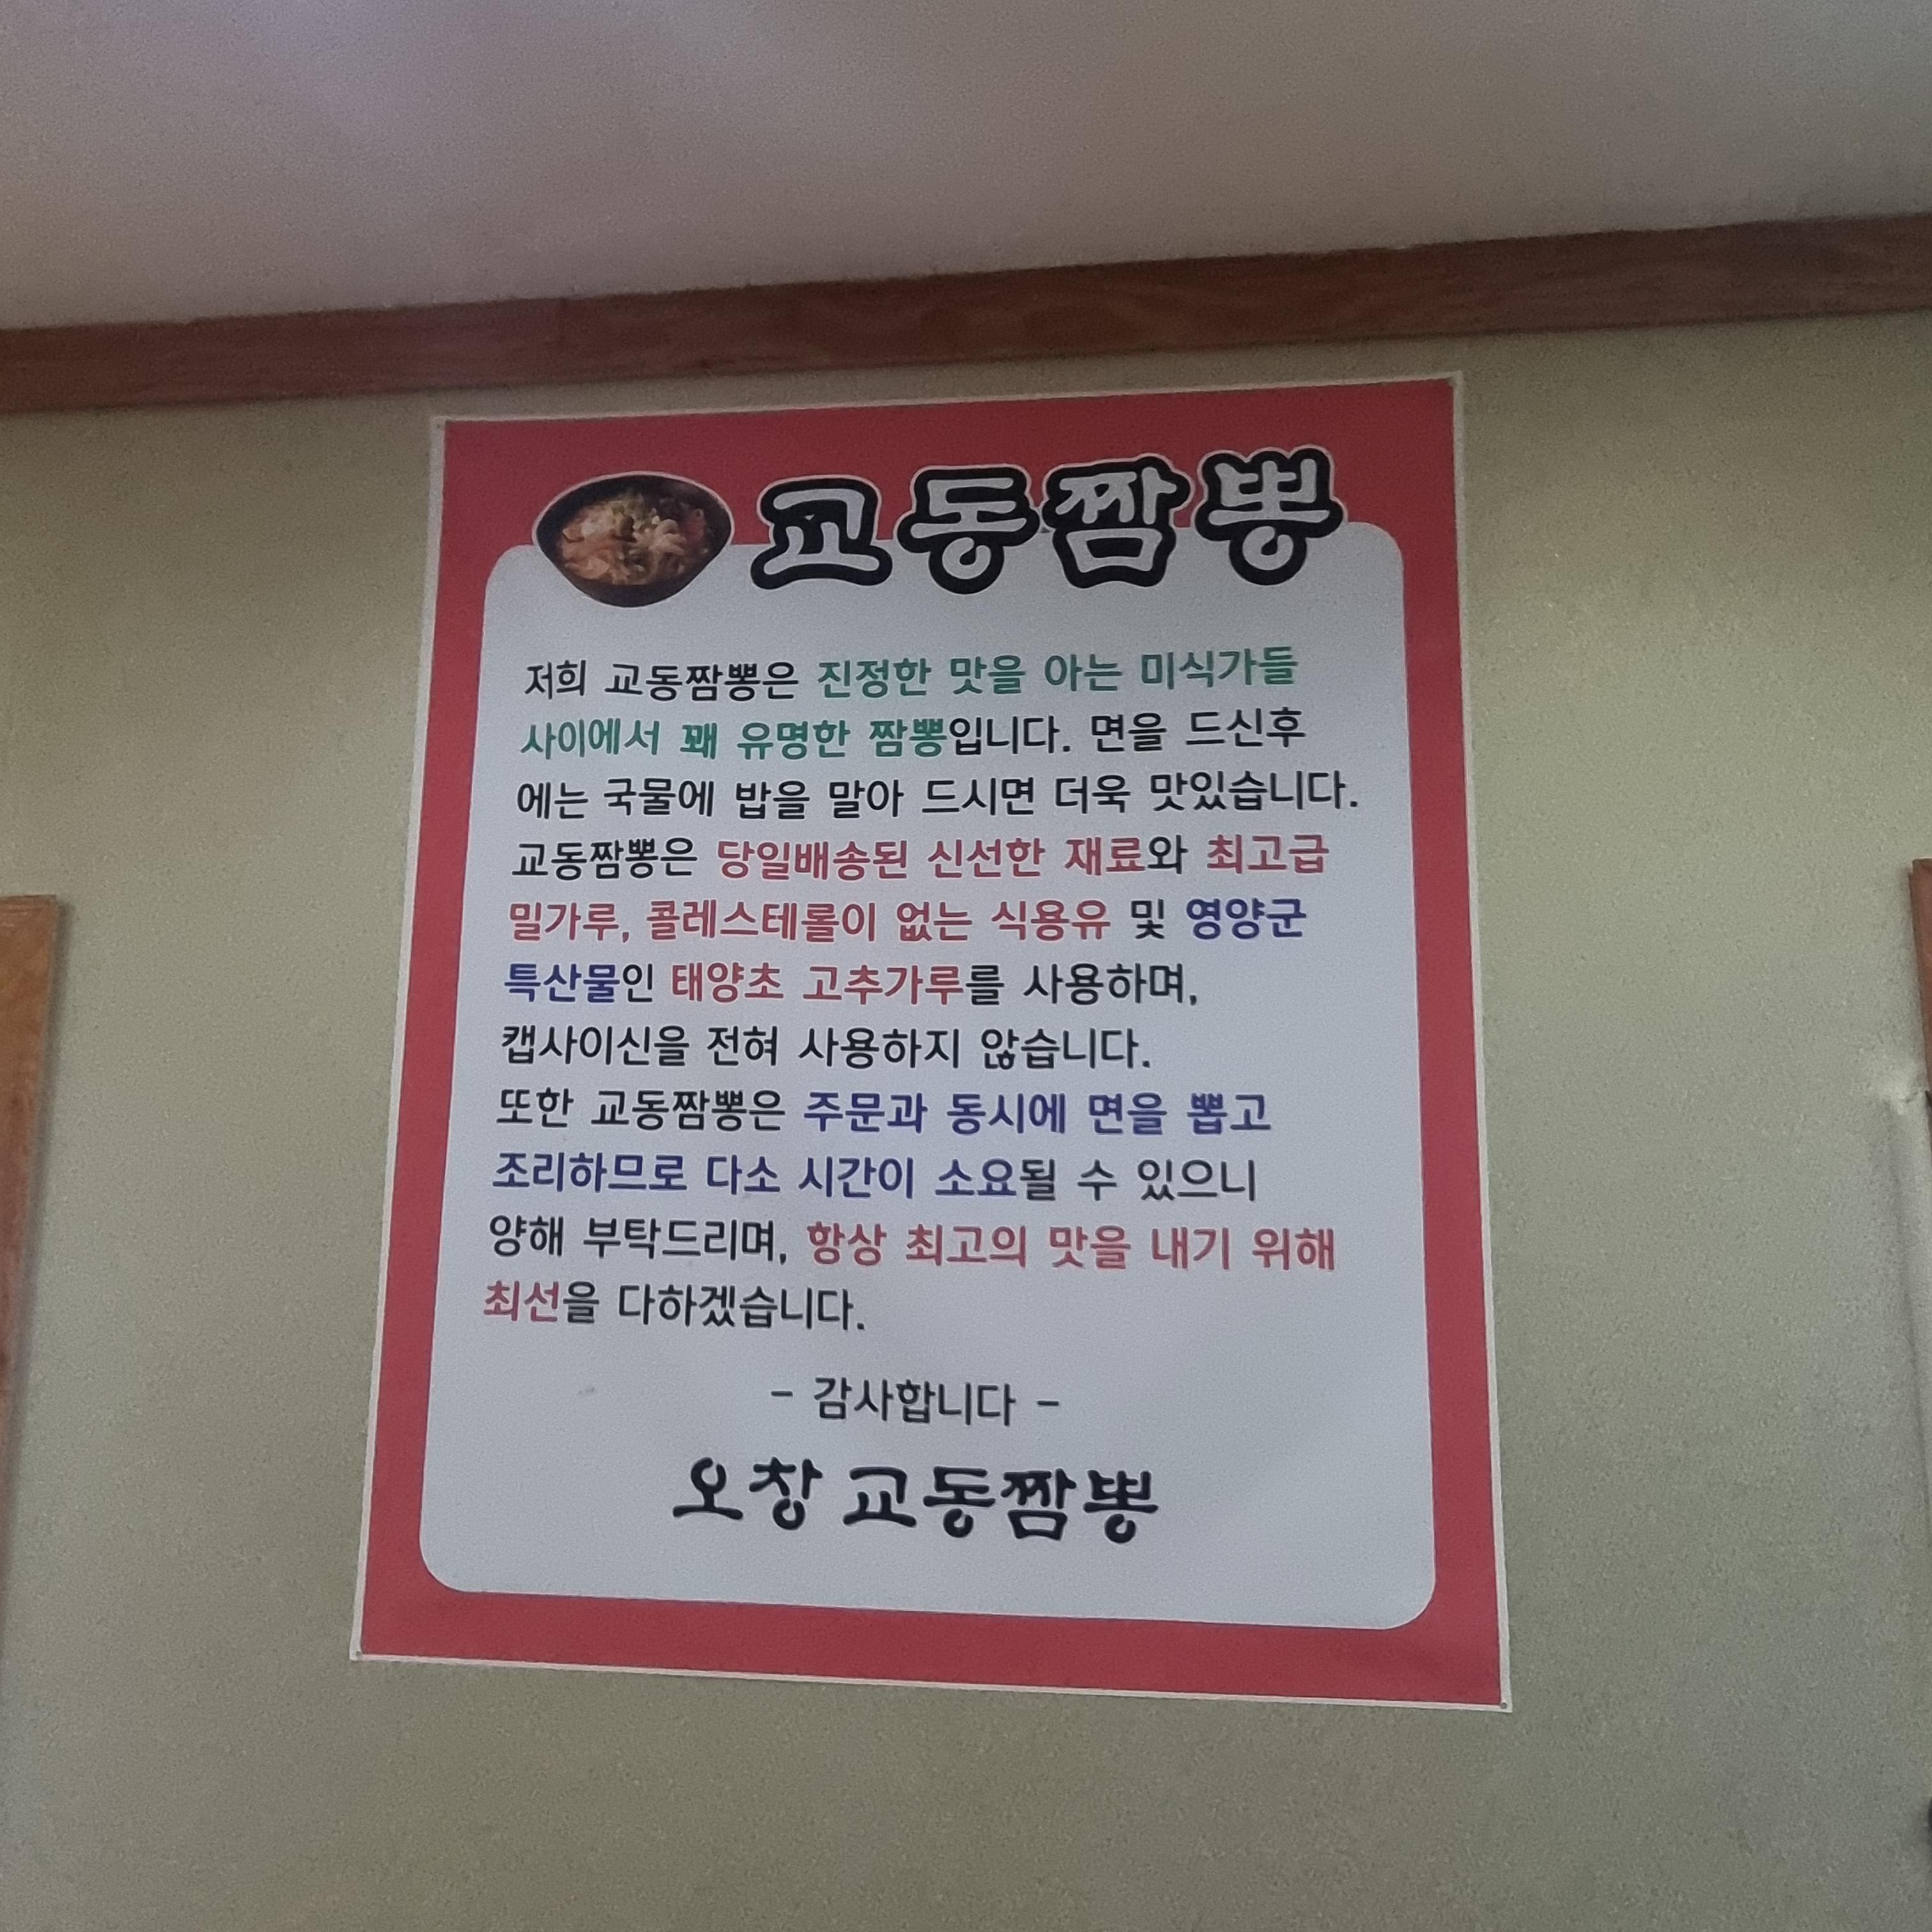 교동짬뽕
저희 교동짬뽕은 진정한 맛을 아는 미식가들
사이에서 꽤 유명한 짬뽕입니다. 면을 드신후
에는 국물에 밥을 말아 드시면 더욱 맛있습니다.
교동짬뽕은 당일배송된 신선한 재료와 최고급
밀가루, 콜레스테롤이 없는 식용유 및 영양군
특산물인 태양초 고추가루를 사용하며,
캡사이신을 전혀 사용하지 않습니다.
또한 교동짬뽕은 주문과 동시에 면을 뽑고
조리하므로 다소 시간이 소요될 수 있으니
양해 부탁드리며, 항상 최고의 맛을 내기 위해
최선을 다하겠습니다.
- 감사합니다 -
오창 교동짬뽕